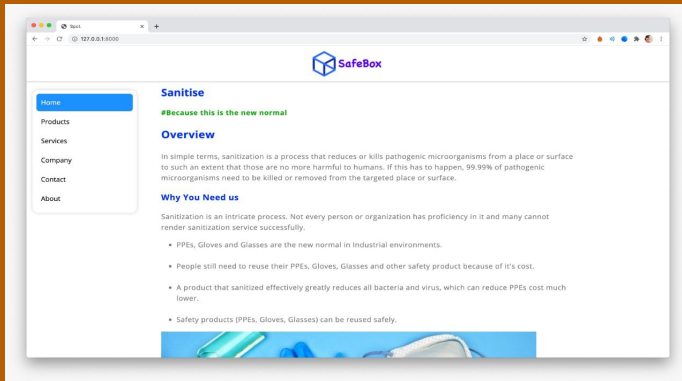 Spot.
127.0.0.1:8000
SafeBox
Home
Products
Services
Company
Contact
About
Sanitise
#Because this is the new normal
Overview
In simple terms, sanitization is a process that reduces or kills pathogenic microorganisms from a place or surface
to such an extent that those are no more harmful to humans. If this has to happen, 99.99% of pathogenic
microorganisms need to be killed or removed from the targeted place or surface.
Why You Need us
Sanitization is an intricate process. Not every person or organization has proficiency in it and many cannot
render sanitization service successfully.
• PPEs, Gloves and Glasses are the new normal in Industrial environments.
• People still need to reuse their PPEs, Gloves, Glasses and other safety product because of it's cost.
• A product that sanitized effectively greatly reduces all bacteria and virus, which can reduce PPEs cost much
lower.
• Safety products (PPEs, Gloves, Glasses) can be reused safely.